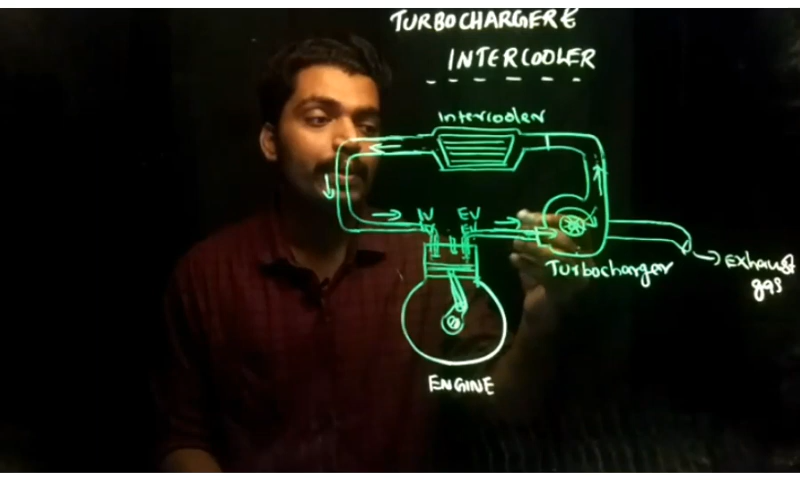 TURBOCHARGER &
INTERCOOLER
Intercooler
IV EV
Turbocharger
Exhaust
gas
ENGINE